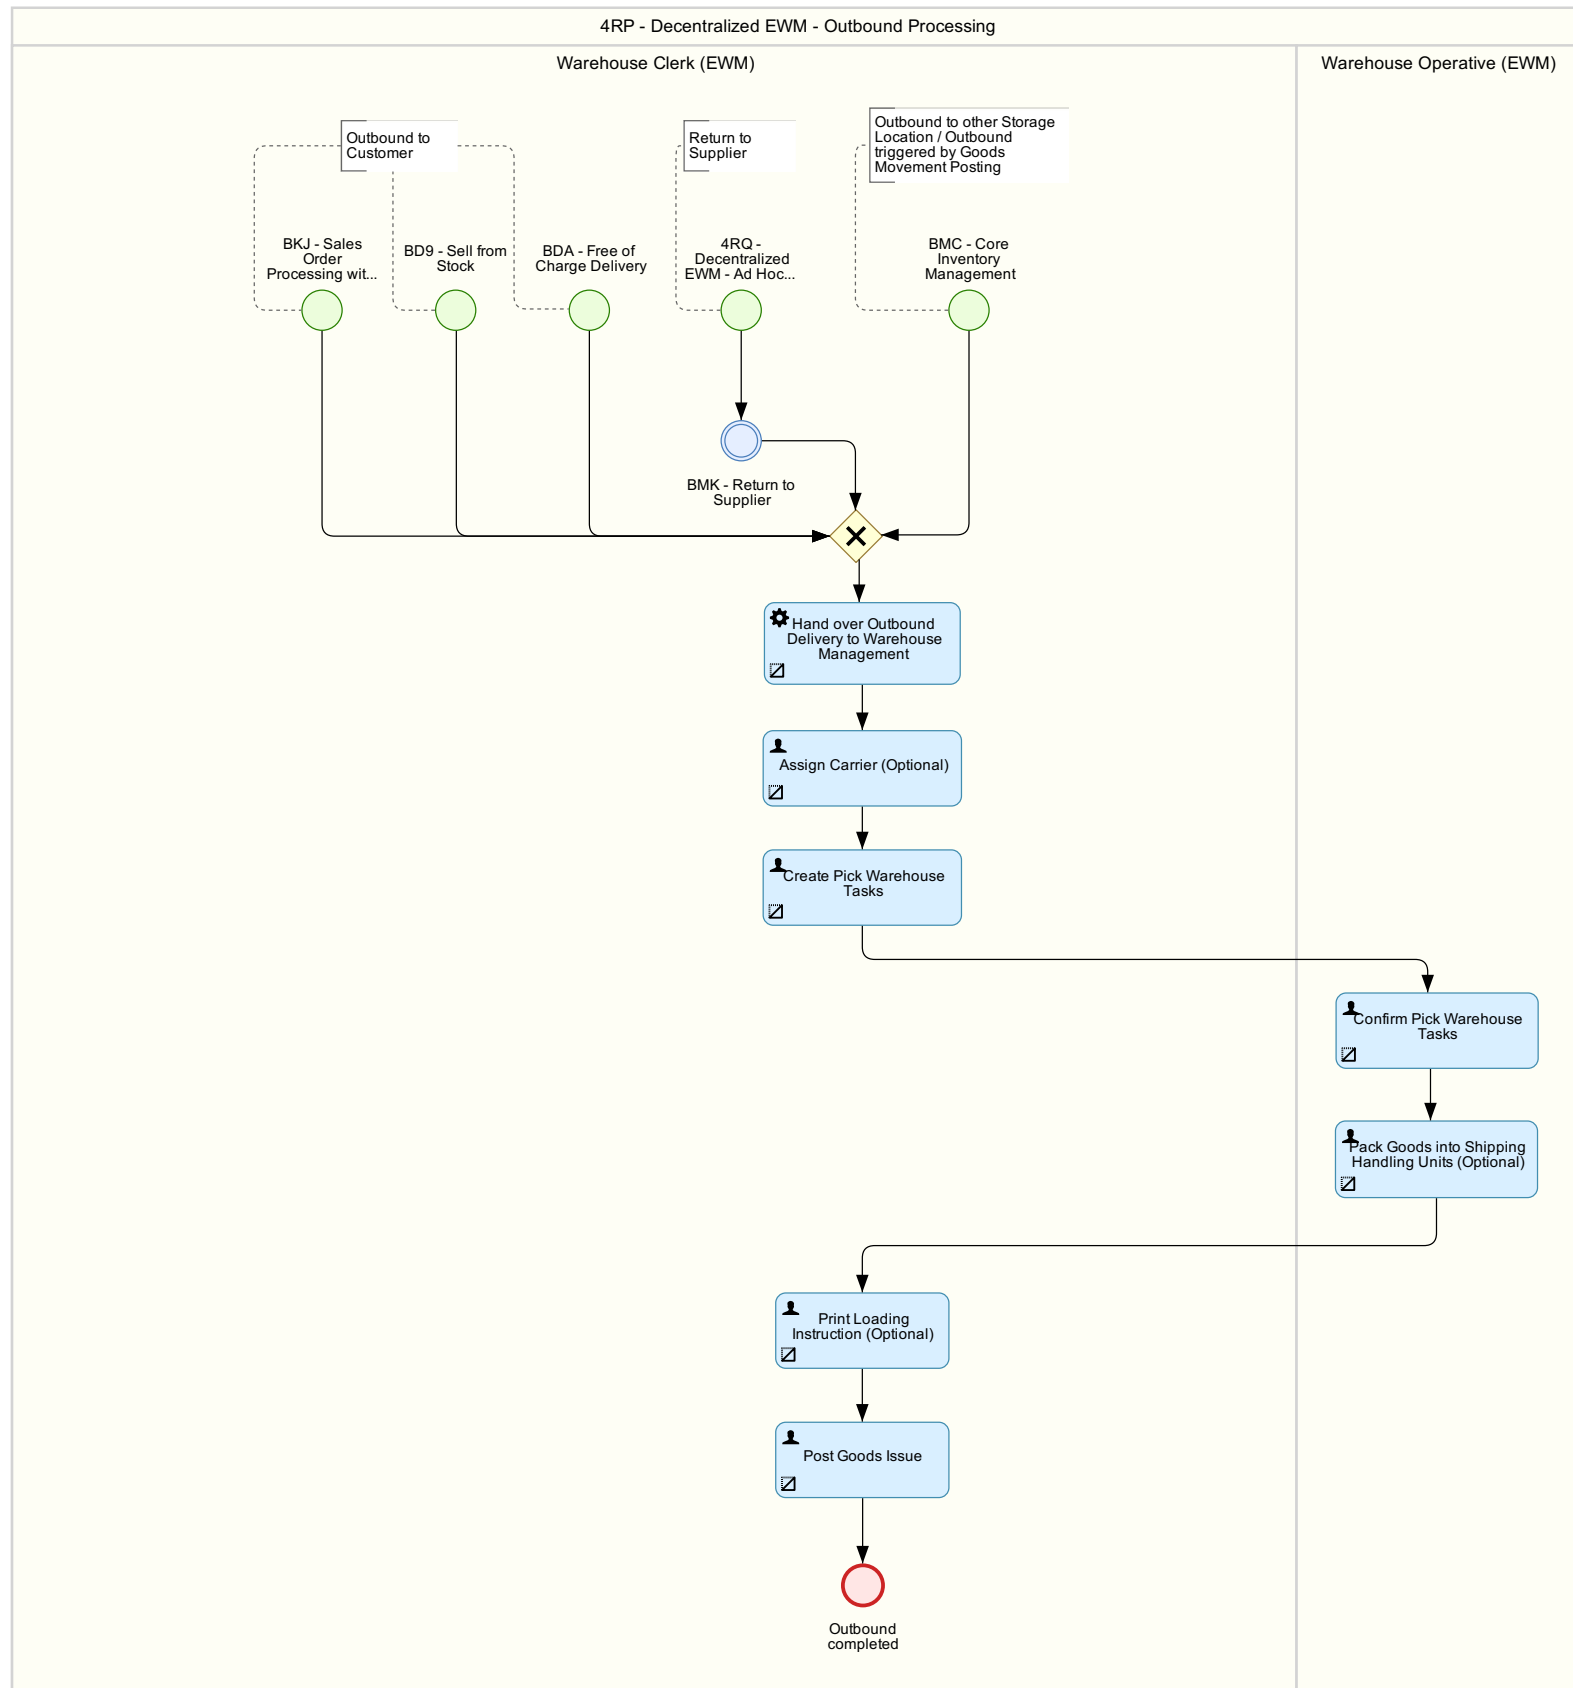 4RP - Decentralized EWM - Outbound Processing
Warehouse Clerk (EWM)
Warehouse Operative (EWM)
Outbound to
Customer
Return to
Supplier
Outbound to other Storage
Location / Outbound
triggered by Goods
Movement Posting
BKJ - Sales
Order
Processing wit...
BD9 - Sell from
Stock
BDA - Free of
Charge Delivery
4RQ -
Decentralized
EWM - Ad Hoc...
BMC - Core
Inventory
Management
BMK - Return to
Supplier
Hand over Outbound
Delivery to Warehouse
Management
Assign Carrier (Optional)
Create Pick Warehouse
Tasks
Confirm Pick Warehouse
Tasks
Pack Goods into Shipping
Handling Units (Optional)
Print Loading
Instruction (Optional)
Post Goods Issue
Outbound
completed